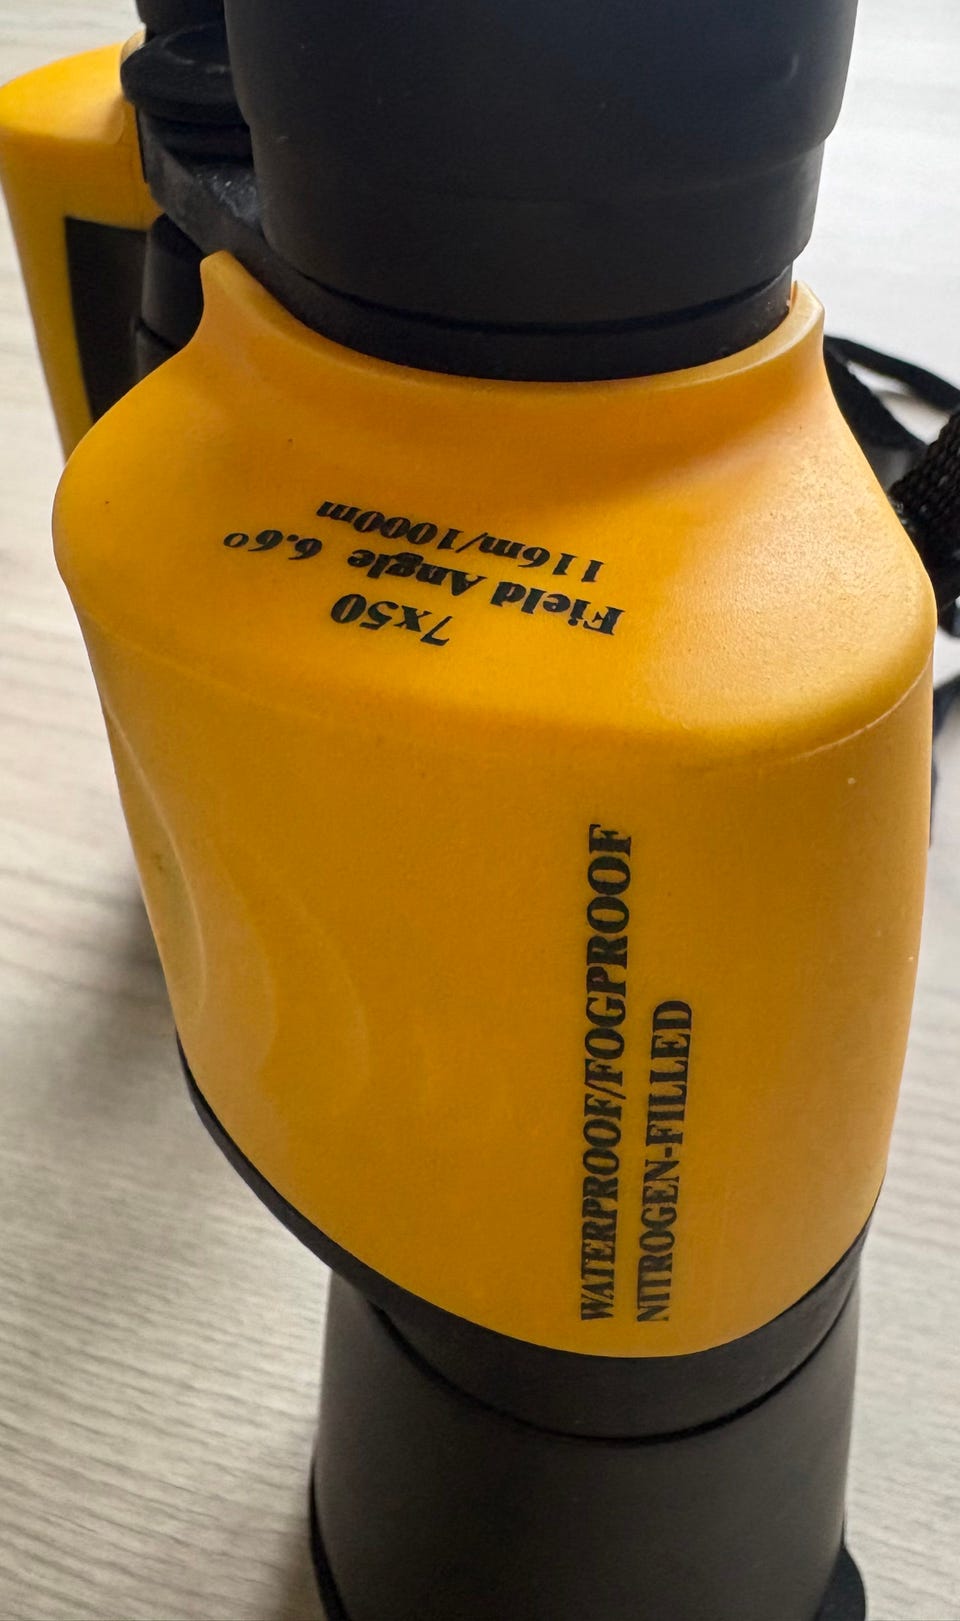 7x50
Field Angle 6.6°
116m/1000m
WATERPROOF/FOGPROOF
NITROGEN-FILLED